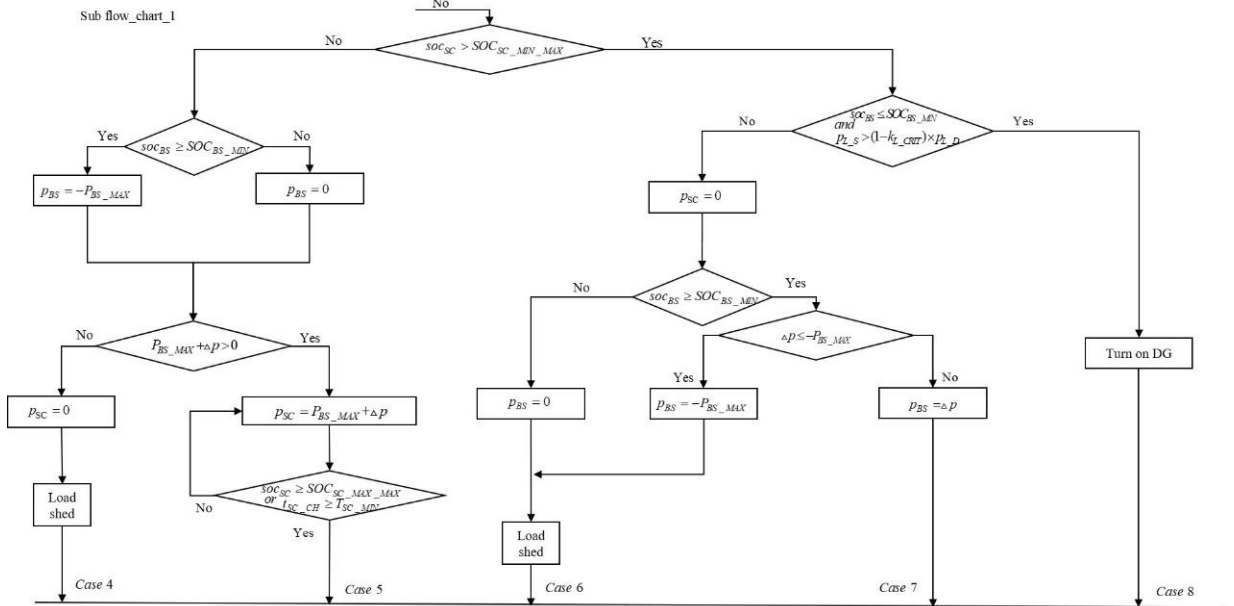 Sub flow_chart_1
No
soc_SC > SOC_SC_MIN_MAX
No
Yes
soc_BS ≤ SOC_BS_MIN
and
p_L_S > (1−k_L_CRIT)×p_L_D
No
Yes
soc_BS ≥ SOC_BS_MIN
Yes
No
p_BS = −P_BS_MAX
p_BS = 0
p_SC = 0
soc_BS ≥ SOC_BS_MIN
No
Yes
P_BS_MAX + △p > 0
No
Yes
△p ≤ −P_BS_MAX
Yes
No
Turn on DG
p_SC = 0
p_SC = P_BS_MAX + △p
p_BS = 0
p_BS = −P_BS_MAX
p_BS = △p
soc_SC ≥ SOC_SC_MAX_MAX
or t_SC_CH ≥ T_SC_MIN
No
Yes
Load
shed
Load
shed
Case 4
Case 5
Case 6
Case 7
Case 8